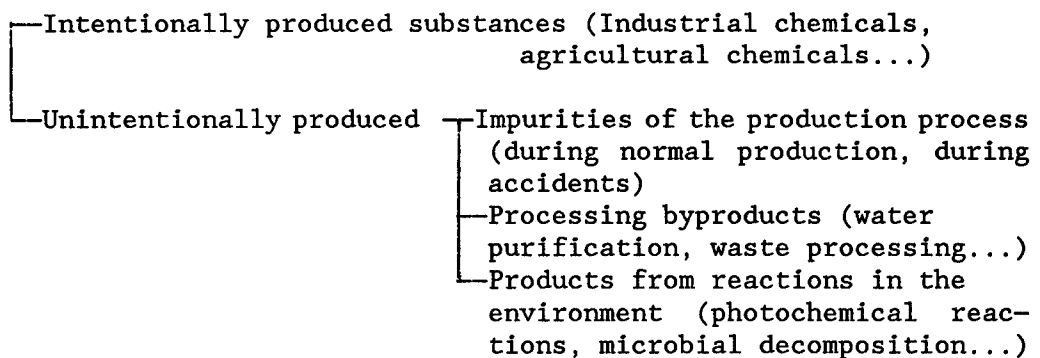 Intentionally produced substances (Industrial chemicals,
agricultural chemicals...)
Unintentionally produced
Impurities of the production process
(during normal production, during
accidents)
Processing byproducts (water
purification, waste processing...)
Products from reactions in the
environment (photochemical reac-
tions, microbial decomposition...)